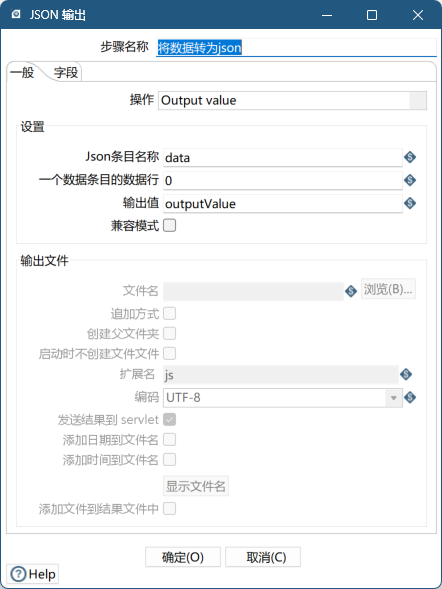 JSON 输出
步骤名称 将数据转为json
一般 字段
操作 Output value
设置
Json条目名称 data
一个数据条目的数据行 0
输出值 outputValue
兼容模式
输出文件
文件名 浏览(B)...
追加方式
创建父文件夹
启动时不创建文件文件
扩展名 js
编码 UTF-8
发送结果到 servlet
添加日期到文件名
添加时间到文件名
显示文件名
添加文件到结果文件中
确定(O) 取消(C)
Help